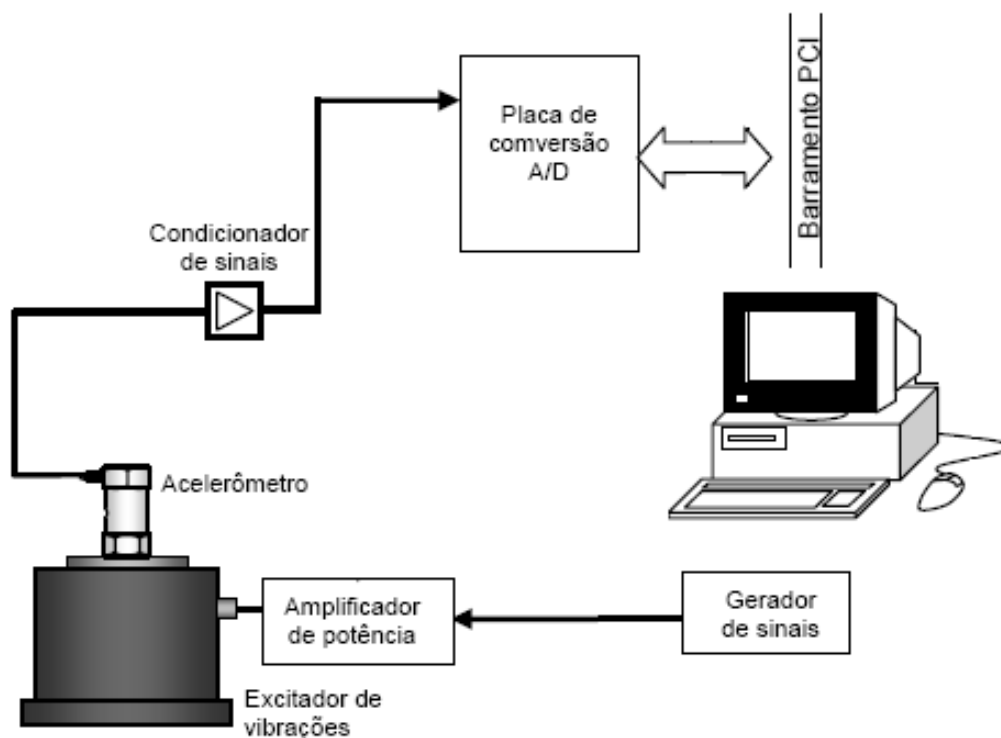 Placa de
comversão
A/D
Barramento PCI
Condicionador
de sinais
Acelerômetro
Amplificador
de potência
Gerador
de sinais
Excitador de
vibrações